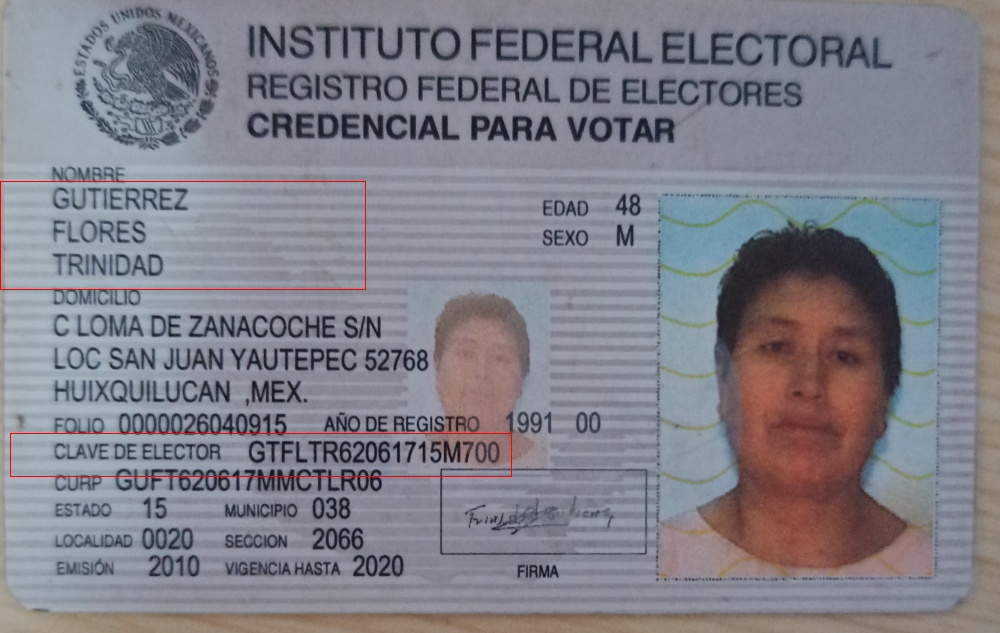 ESTADOS UNIDOS MEXICANOS
INSTITUTO FEDERAL ELECTORAL
REGISTRO FEDERAL DE ELECTORES
CREDENCIAL PARA VOTAR
NOMBRE
GUTIERREZ
FLORES
TRINIDAD
EDAD 48
SEXO M
DOMICILIO
C LOMA DE ZANACOCHE S/N
LOC SAN JUAN YAUTEPEC 52768
HUIXQUILUCAN ,MEX.
FOLIO 0000026040915 AÑO DE REGISTRO 1991 00
CLAVE DE ELECTOR GTFLTR62061715M700
CURP GUFT620617MMCTLR06
ESTADO 15 MUNICIPIO 038
LOCALIDAD 0020 SECCION 2066
EMISIÓN 2010 VIGENCIA HASTA 2020
FIRMA